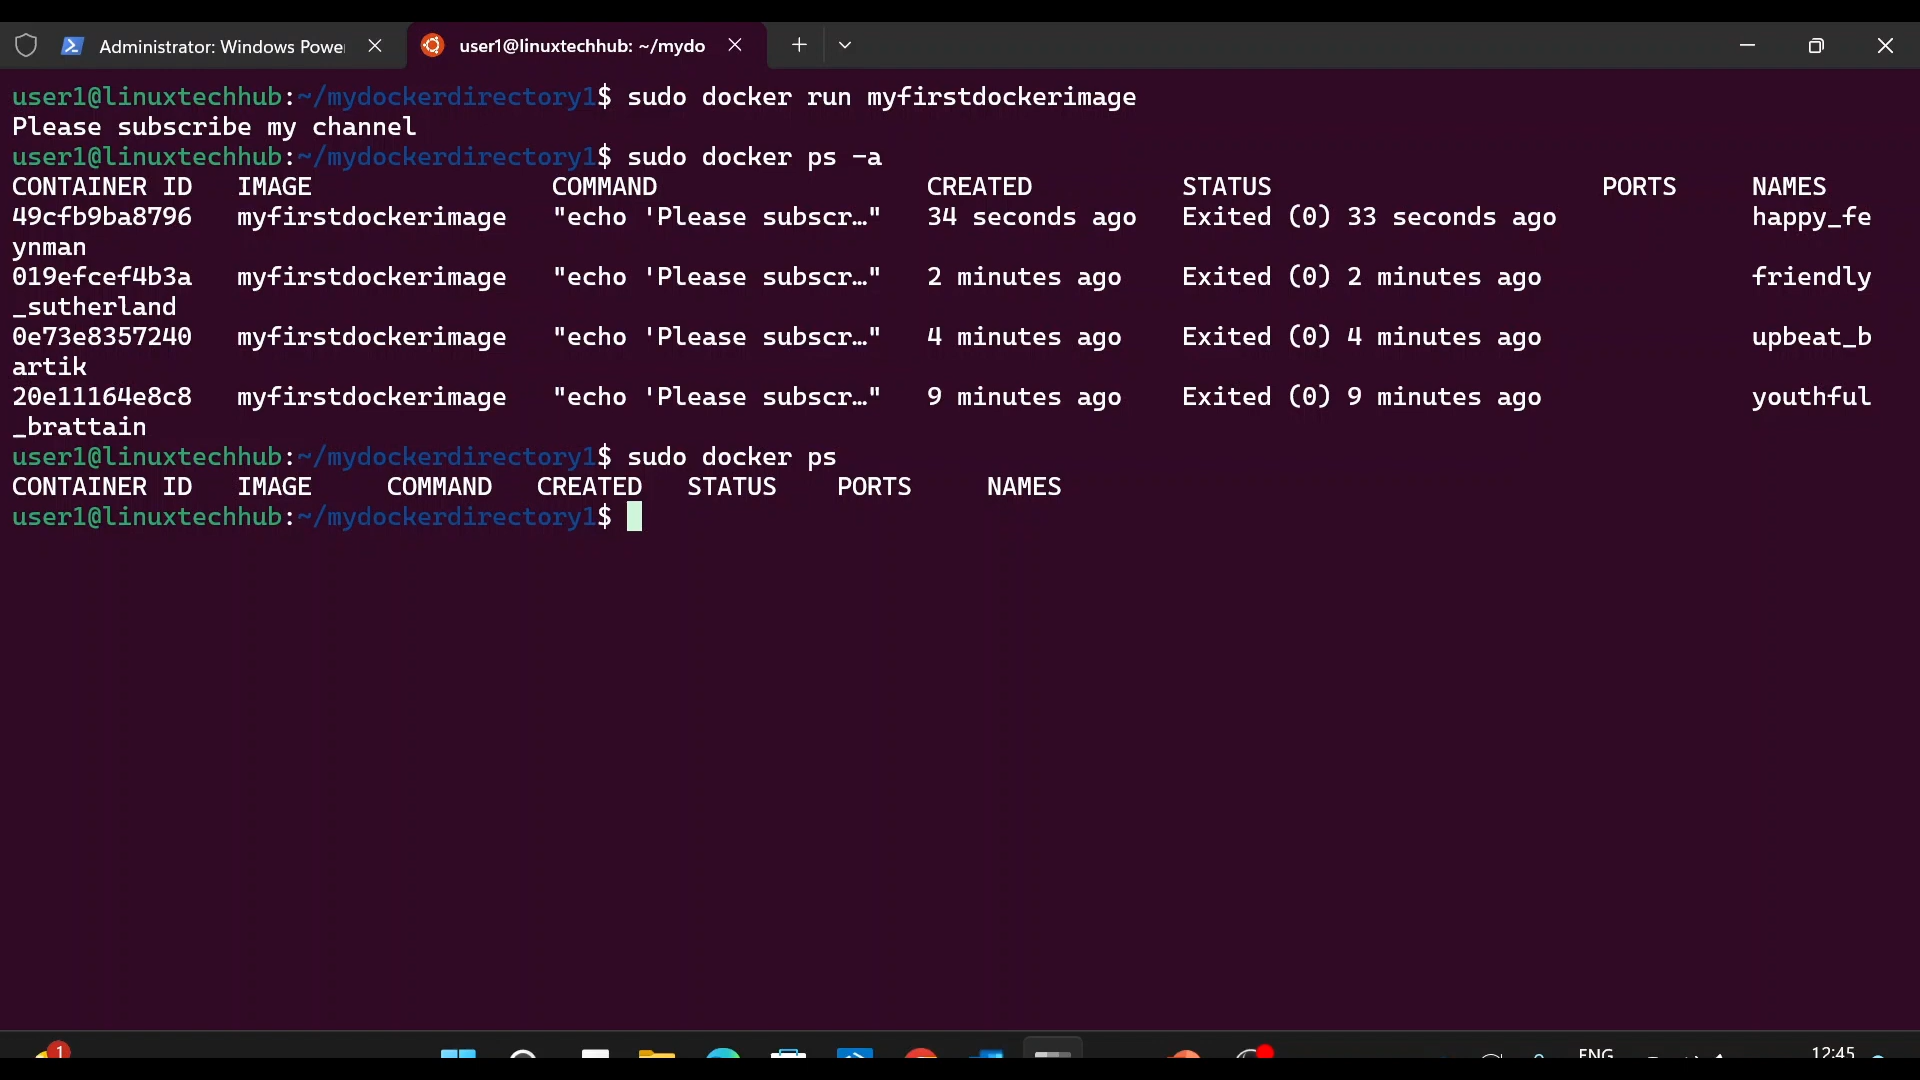 Administrator: Windows Powe
user1@linuxtechhub: ~/mydo
user1@linuxtechhub:~/mydockerdirectory1$ sudo docker run myfirstdockerimage
Please subscribe my channel
user1@linuxtechhub:~/mydockerdirectory1$ sudo docker ps -a
CONTAINER ID   IMAGE                COMMAND                  CREATED          STATUS                      PORTS     NAMES
49cfb9ba8796   myfirstdockerimage   "echo 'Please subscr…"   34 seconds ago   Exited (0) 33 seconds ago             happy_fe
ynman
019efcef4b3a   myfirstdockerimage   "echo 'Please subscr…"   2 minutes ago    Exited (0) 2 minutes ago              friendly
_sutherland
0e73e8357240   myfirstdockerimage   "echo 'Please subscr…"   4 minutes ago    Exited (0) 4 minutes ago              upbeat_b
artik
20e11164e8c8   myfirstdockerimage   "echo 'Please subscr…"   9 minutes ago    Exited (0) 9 minutes ago              youthful
_brattain
user1@linuxtechhub:~/mydockerdirectory1$ sudo docker ps
CONTAINER ID   IMAGE     COMMAND   CREATED   STATUS    PORTS     NAMES
user1@linuxtechhub:~/mydockerdirectory1$
1
ENG
12:45